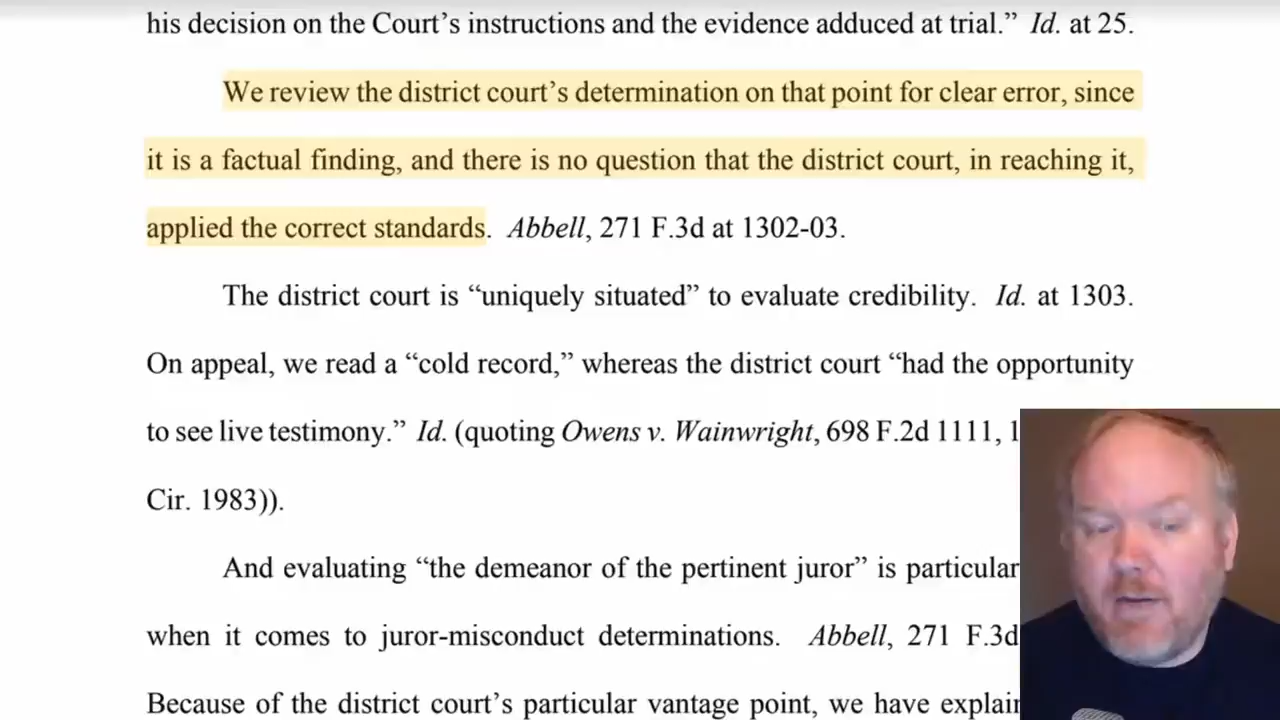 his decision on the Court’s instructions and the evidence adduced at trial.” Id. at 25.
We review the district court’s determination on that point for clear error, since
it is a factual finding, and there is no question that the district court, in reaching it,
applied the correct standards. Abbell, 271 F.3d at 1302-03.
The district court is “uniquely situated” to evaluate credibility. Id. at 1303.
On appeal, we read a “cold record,” whereas the district court “had the opportunity
to see live testimony.” Id. (quoting Owens v. Wainwright, 698 F.2d 1111, 1
Cir. 1983)).
And evaluating “the demeanor of the pertinent juror” is particular
when it comes to juror-misconduct determinations. Abbell, 271 F.3d
Because of the district court’s particular vantage point, we have explain